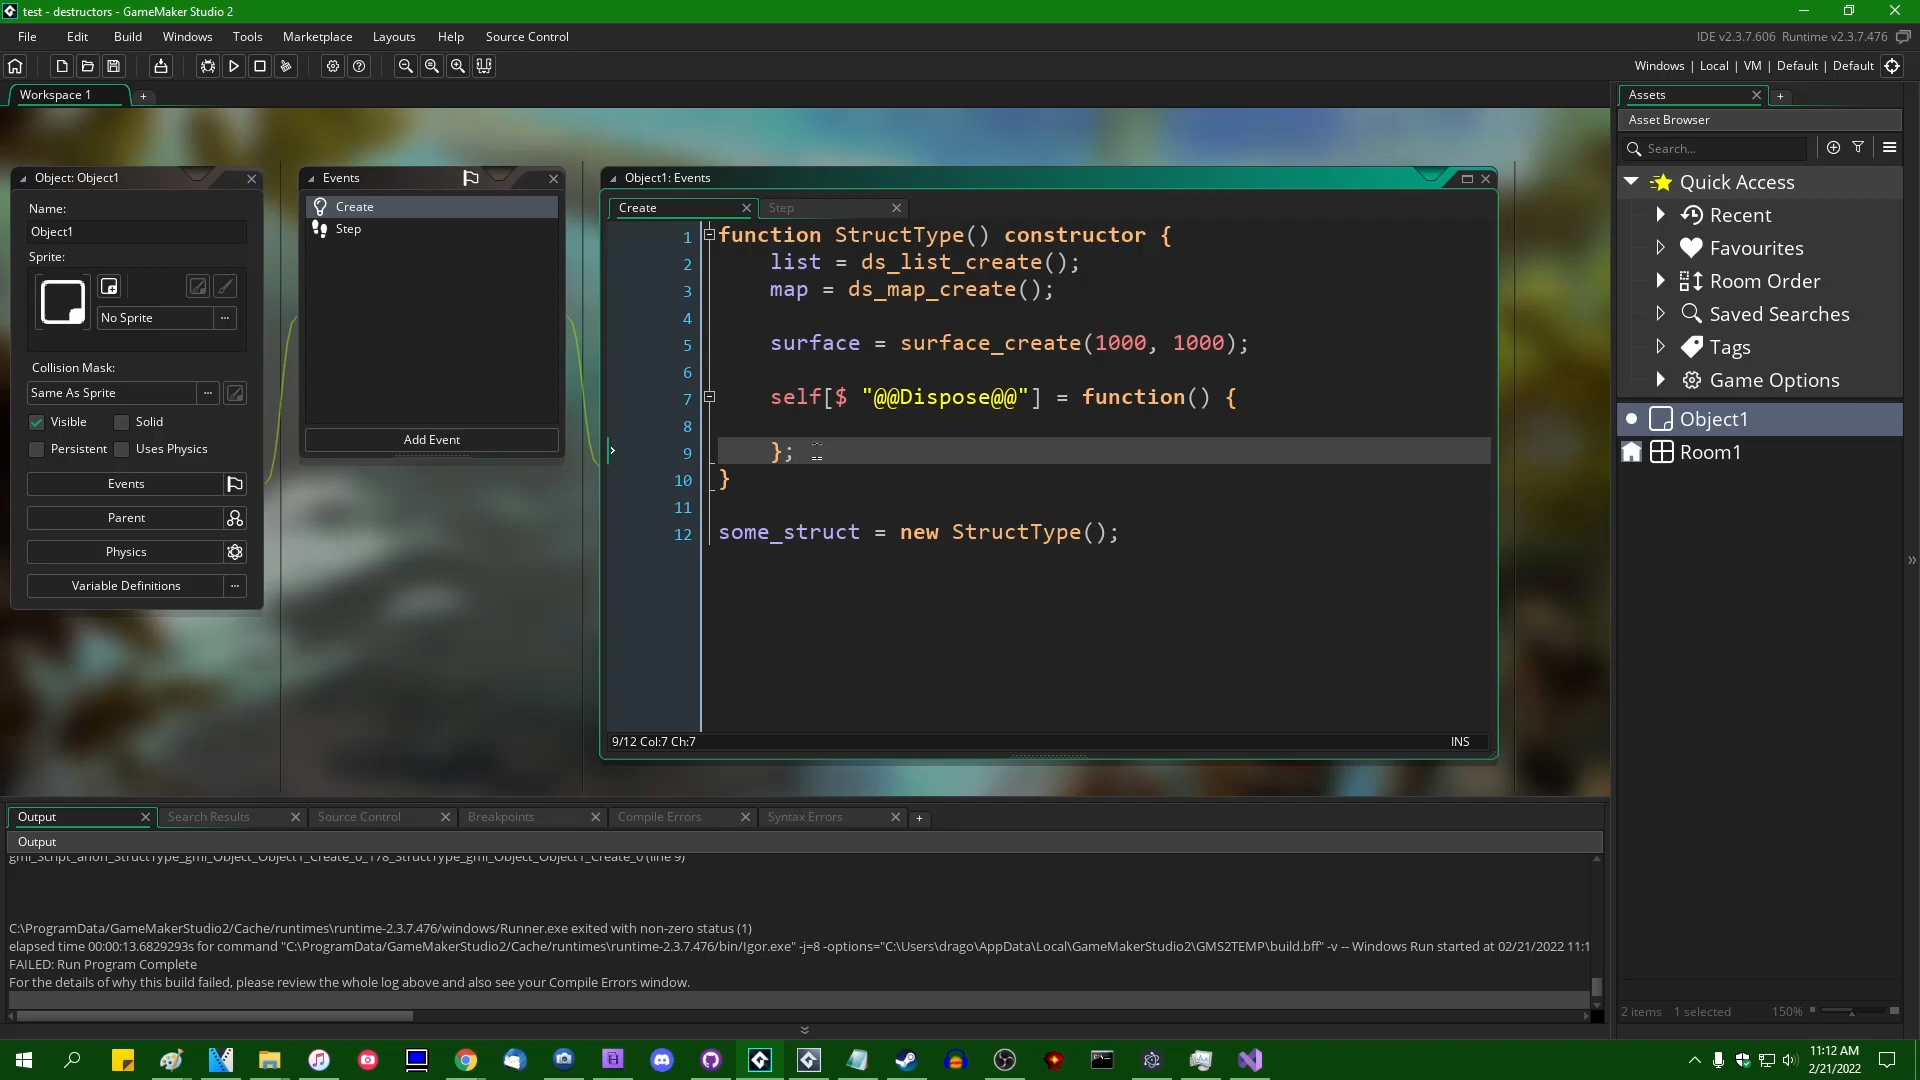 test - destructors - GameMaker Studio 2
File Edit Build Windows Tools Marketplace Layouts Help Source Control
IDE v2.3.7.606 Runtime v2.3.7.476
Windows | Local | VM | Default | Default
Workspace 1
Assets
Asset Browser
Search...
Quick Access
Recent
Favourites
Room Order
Saved Searches
Tags
Game Options
Object1
Room1
2 items 1 selected 150%
Object: Object1
Name:
Object1
Sprite:
No Sprite
Collision Mask:
Same As Sprite
Visible Solid
Persistent Uses Physics
Events
Parent
Physics
Variable Definitions
Events
Create
Step
Add Event
Object1: Events
Create Step
1 function StructType() constructor {
2 list = ds_list_create();
3 map = ds_map_create();
4
5 surface = surface_create(1000, 1000);
6
7 self[$ "@@Dispose@@"] = function() {
8
9 };
10 }
11
12 some_struct = new StructType();
9/12 Col:7 Ch:7 INS
Output Search Results Source Control Breakpoints Compile Errors Syntax Errors
Output
gml_Script_anon_StructType_gml_Object_Object1_Create_0_178_StructType_gml_Object_Object1_Create_0 (line 9)
C:\ProgramData/GameMakerStudio2/Cache/runtimes\runtime-2.3.7.476/windows/Runner.exe exited with non-zero status (1)
elapsed time 00:00:13.6829293s for command "C:\ProgramData/GameMakerStudio2/Cache/runtimes\runtime-2.3.7.476/bin/Igor.exe" -j=8 -options="C:\Users\drago\AppData\Local\GameMakerStudio2\GMS2TEMP\build.bff" -v -- Windows Run started at 02/21/2022 11:1
FAILED: Run Program Complete
For the details of why this build failed, please review the whole log above and also see your Compile Errors window.
11:12 AM
2/21/2022